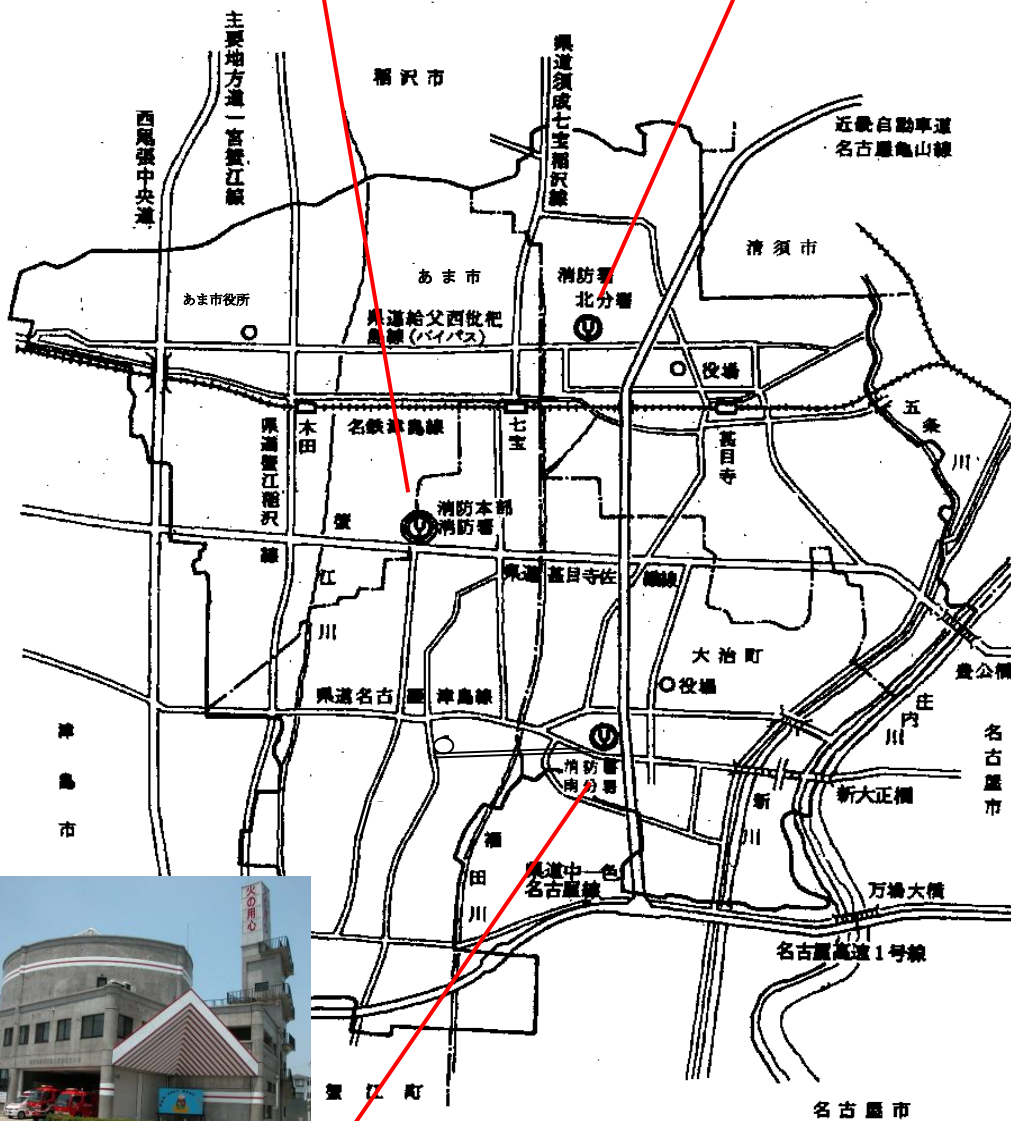 主要地方道一宮蟹江線
西尾張中央道
稲沢市
県道須成七宝稲沢線
近畿自動車道
名古屋亀山線
清須市
あま市
消防署
北分署
あま市役所
県道給父西枇杷
島線(バイパス)
役場
五条川
木田
名鉄津島線
七宝
甚目寺
県道蟹江稲沢線
消防本部
消防署
蟹江川
県道甚目寺佐織線
大治町
豊公橋
役場
県道名古屋津島線
庄内川
津島市
名古屋市
消防署
南分署
新大正橋
新川
福田川
県道中一色
名古屋線
万場大橋
火の用心
名古屋高速1号線
蟹江町
名古屋市